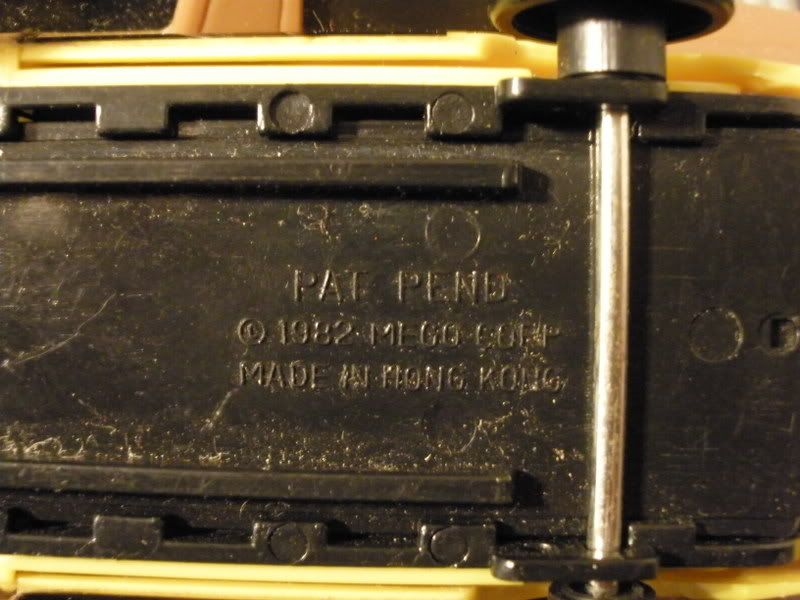 PAT PEND
© 1982 MEGO CORP
MADE IN HONG KONG